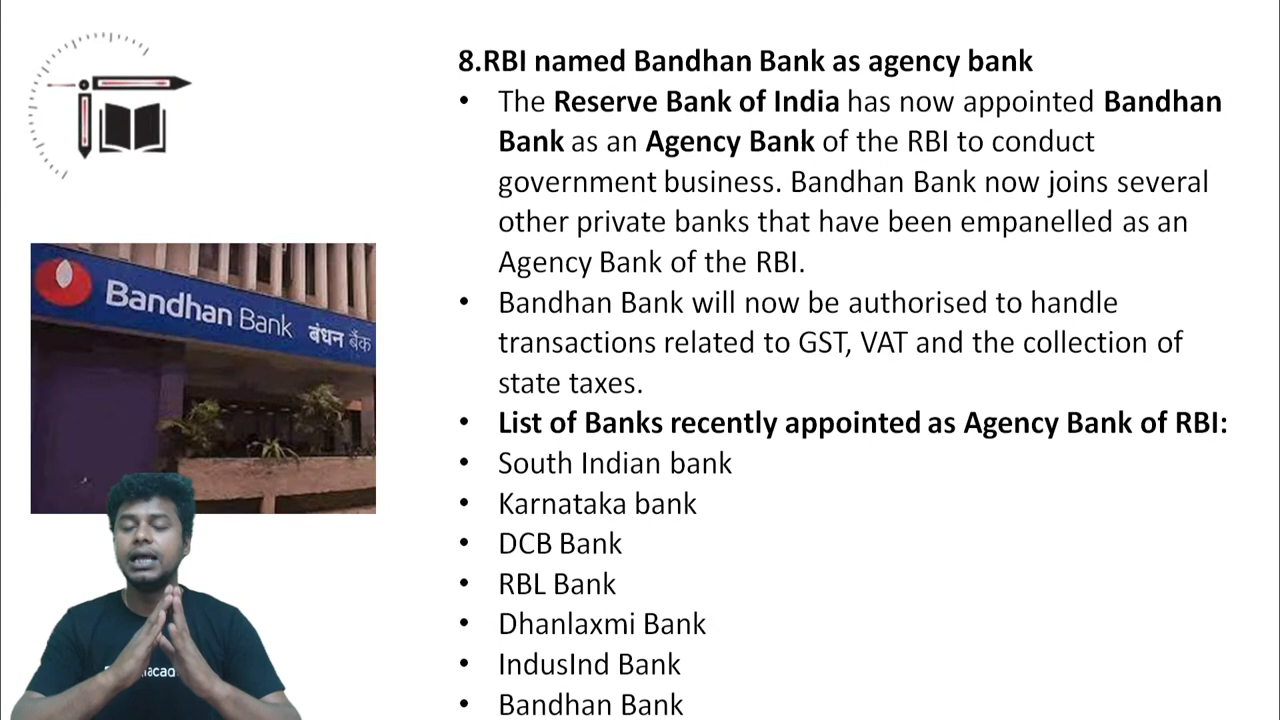 8.RBI named Bandhan Bank as agency bank
• The Reserve Bank of India has now appointed Bandhan
Bank as an Agency Bank of the RBI to conduct
government business. Bandhan Bank now joins several
other private banks that have been empanelled as an
Agency Bank of the RBI.
• Bandhan Bank will now be authorised to handle
transactions related to GST, VAT and the collection of
state taxes.
• List of Banks recently appointed as Agency Bank of RBI:
• South Indian bank
• Karnataka bank
• DCB Bank
• RBL Bank
• Dhanlaxmi Bank
• IndusInd Bank
• Bandhan Bank
Bandhan Bank बंधन बैंक